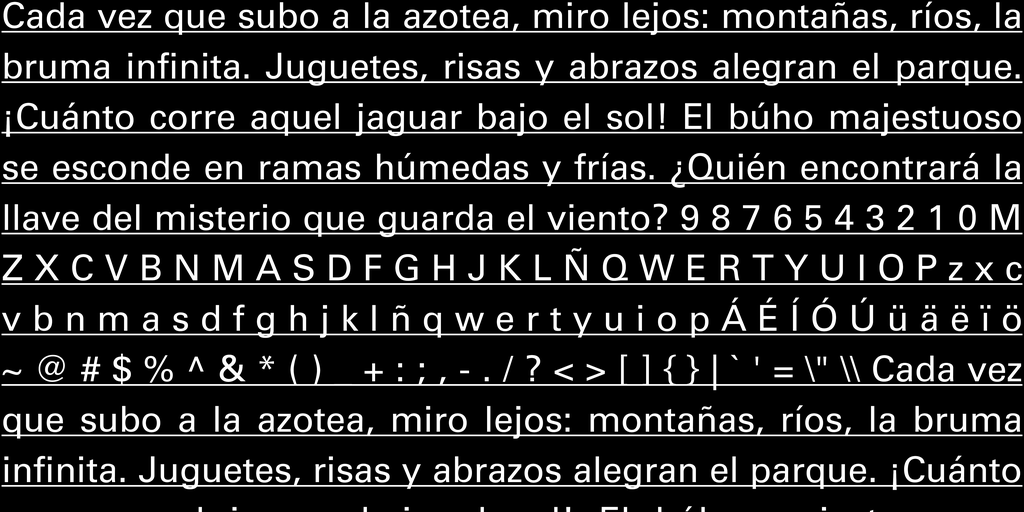 Cada vez que subo a la azotea, miro lejos: montañas, ríos, la
bruma infinita. Juguetes, risas y abrazos alegran el parque.
¡Cuánto corre aquel jaguar bajo el sol! El búho majestuoso
se esconde en ramas húmedas y frías. ¿Quién encontrará la
llave del misterio que guarda el viento? 9 8 7 6 5 4 3 2 1 0 M
Z X C V B N M A S D F G H J K L Ñ Q W E R T Y U I O P z x c
v b n m a s d f g h j k l ñ q w e r t y u i o p Á É Í Ó Ú ü ä ë ï ö
~ @ # $ % ^ & * ( ) + : ; , - . / ? < > [ ] { } | ` ' = \" \\ Cada vez
que subo a la azotea, miro lejos: montañas, ríos, la bruma
infinita. Juguetes, risas y abrazos alegran el parque. ¡Cuánto